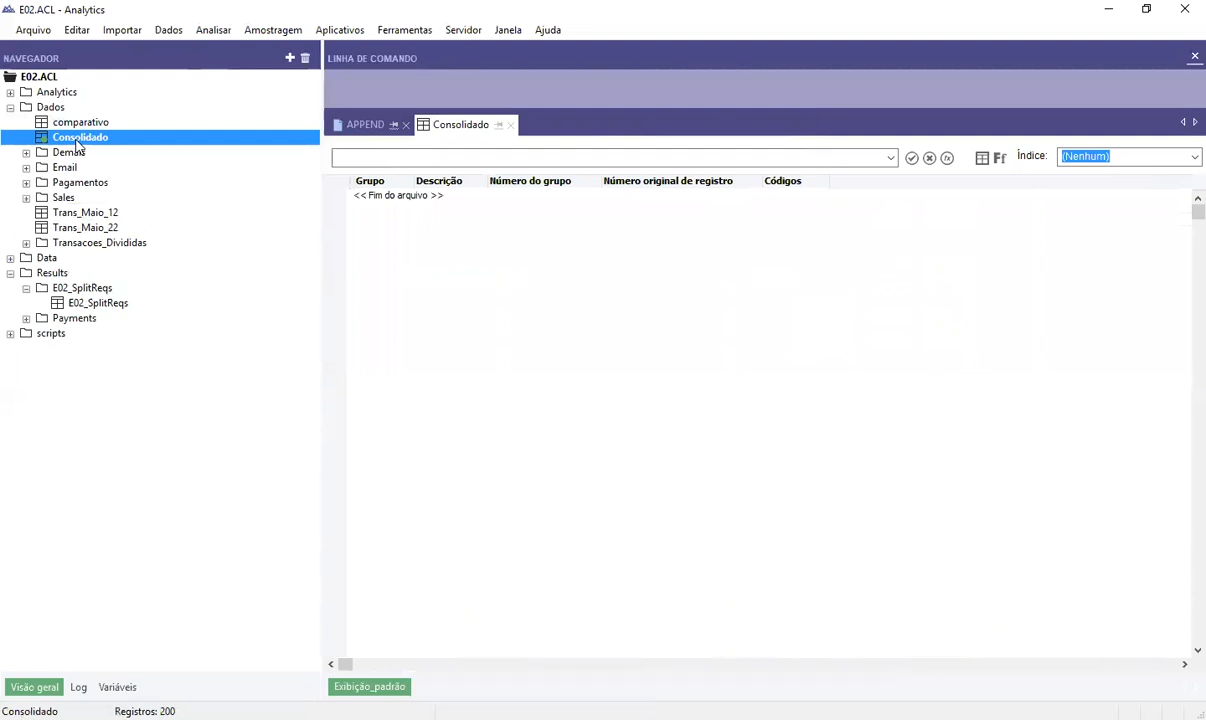 E02.ACL - Analytics
Arquivo Editar Importar Dados Analisar Amostragem Aplicativos Ferramentas Servidor Janela Ajuda
NAVEGADOR
E02.ACL
Analytics
Dados
comparativo
Consolidado
Demais
Email
Pagamentos
Sales
Trans_Maio_12
Trans_Maio_22
Transacoes_Divididas
Data
Results
E02_SplitReqs
E02_SplitReqs
Payments
scripts
LINHA DE COMANDO
APPEND Consolidado
Ff Índice: (Nenhum)
Grupo Descrição Número do grupo Número original de registro Códigos
<< Fim do arquivo >>
Visão geral Log Variáveis
Exibição_padrão
Consolidado Registros: 200